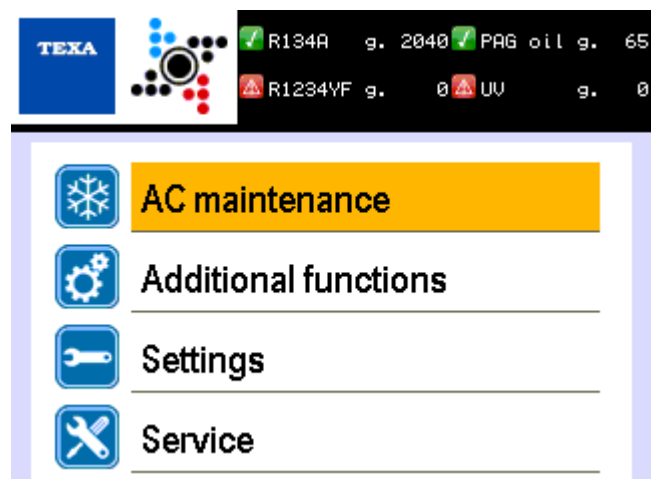 TEXA
R134A g. 2040 PAG oil g. 65
R1234YF g. 0 UV g. 0
AC maintenance
Additional functions
Settings
Service